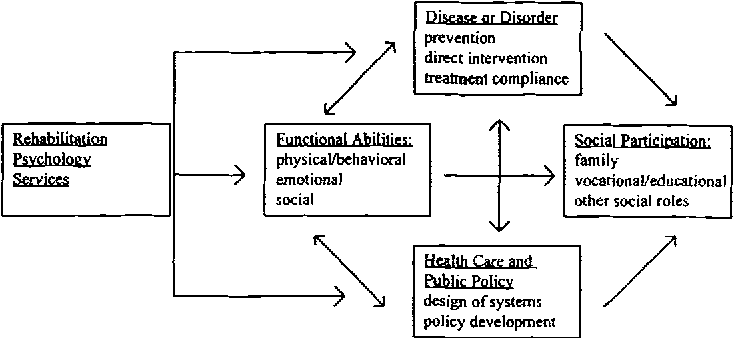 Disease or Disorder
prevention
direct intervention
treatment compliance
Rehabilitation
Psychology
Services
Functional Abilities:
physical/behavioral
emotional
social
Social Participation:
family
vocational/educational
other social roles
Health Care and
Public Policy
design of systems
policy development